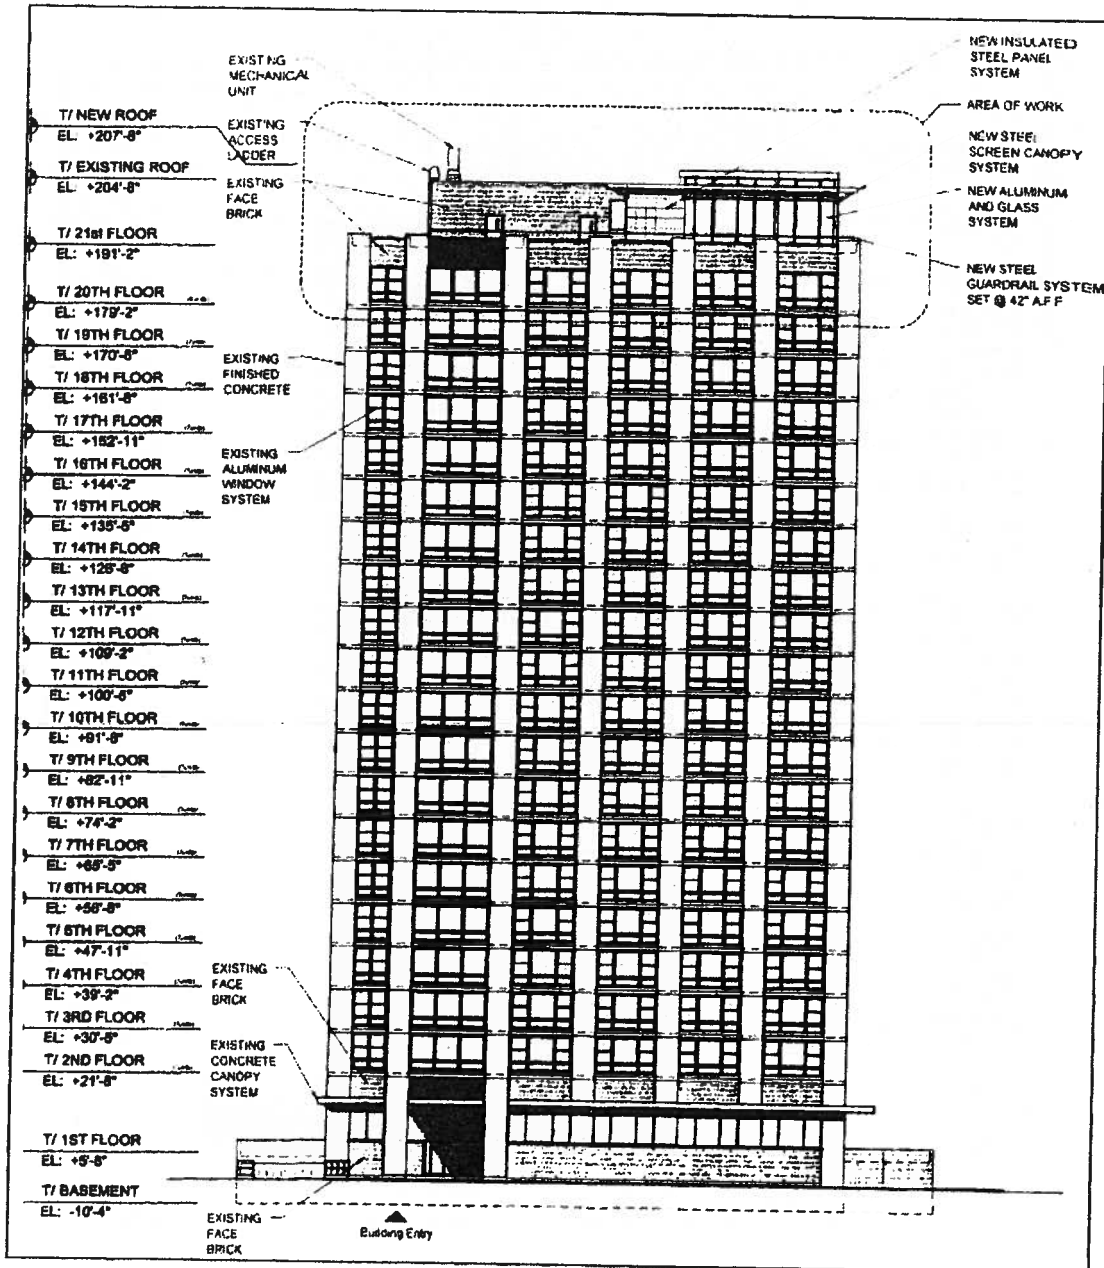 T/ NEW ROOF
EL: +207'-8"
T/ EXISTING ROOF
EL: +204'-8"
T/ 21st FLOOR
EL: +191'-2"
T/ 20TH FLOOR
EL: +179'-2"
T/ 19TH FLOOR
EL: +170'-6"
T/ 18TH FLOOR
EL: +161'-8"
T/ 17TH FLOOR
EL: +152'-11"
T/ 16TH FLOOR
EL: +144'-2"
T/ 15TH FLOOR
EL: +135'-5"
T/ 14TH FLOOR
EL: +126'-8"
T/ 13TH FLOOR
EL: +117'-11"
T/ 12TH FLOOR
EL: +109'-2"
T/ 11TH FLOOR
EL: +100'-5"
T/ 10TH FLOOR
EL: +91'-8"
T/ 9TH FLOOR
EL: +82'-11"
T/ 8TH FLOOR
EL: +74'-2"
T/ 7TH FLOOR
EL: +65'-5"
T/ 6TH FLOOR
EL: +56'-8"
T/ 5TH FLOOR
EL: +47'-11"
T/ 4TH FLOOR
EL: +39'-2"
T/ 3RD FLOOR
EL: +30'-5"
T/ 2ND FLOOR
EL: +21'-8"
T/ 1ST FLOOR
EL: +5'-8"
T/ BASEMENT
EL: -10'-4"
EXISTING
MECHANICAL
UNIT
EXISTING
ACCESS
LADDER
EXISTING
FACE
BRICK
EXISTING
FINISHED
CONCRETE
EXISTING
ALUMINUM
WINDOW
SYSTEM
EXISTING
FACE
BRICK
EXISTING
CONCRETE
CANOPY
SYSTEM
EXISTING
FACE
BRICK
Building Entry
NEW INSULATED
STEEL PANEL
SYSTEM
AREA OF WORK
NEW STEEL
SCREEN CANOPY
SYSTEM
NEW ALUMINUM
AND GLASS
SYSTEM
NEW STEEL
GUARDRAIL SYSTEM
SET @ 42" A.F.F